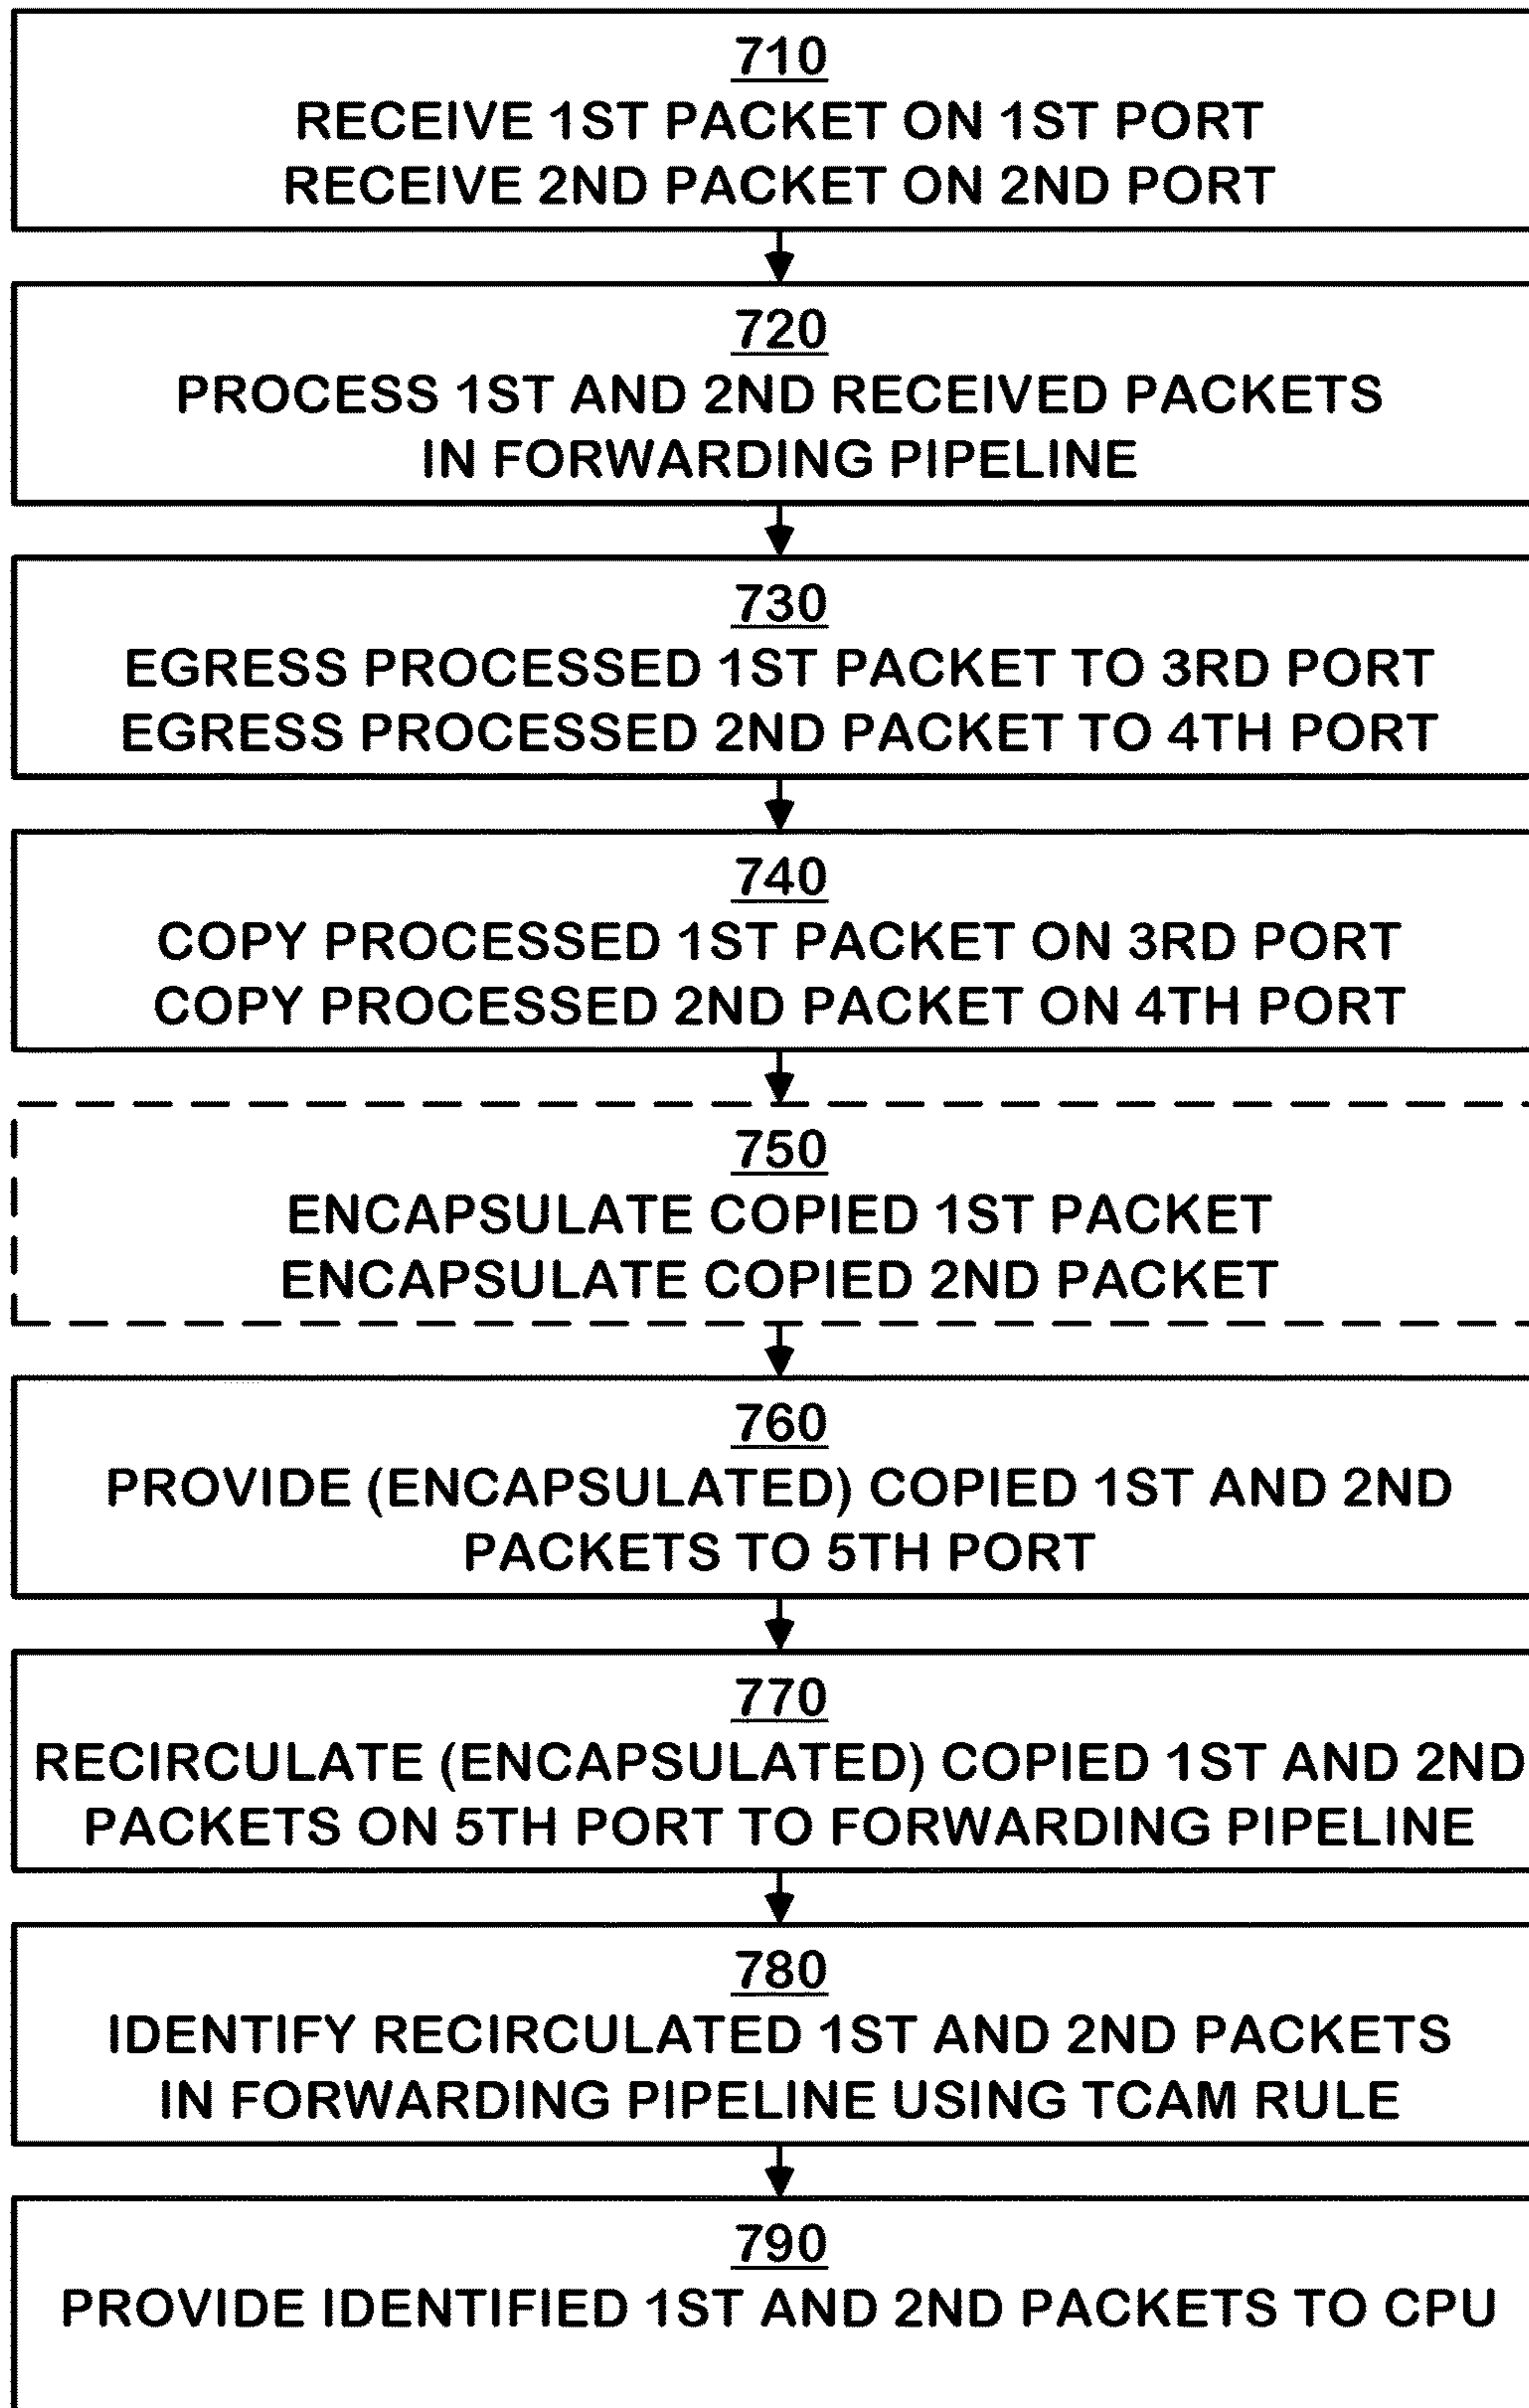 710
RECEIVE 1ST PACKET ON 1ST PORT
RECEIVE 2ND PACKET ON 2ND PORT
720
PROCESS 1ST AND 2ND RECEIVED PACKETS
IN FORWARDING PIPELINE
730
EGRESS PROCESSED 1ST PACKET TO 3RD PORT
EGRESS PROCESSED 2ND PACKET TO 4TH PORT
740
COPY PROCESSED 1ST PACKET ON 3RD PORT
COPY PROCESSED 2ND PACKET ON 4TH PORT
750
ENCAPSULATE COPIED 1ST PACKET
ENCAPSULATE COPIED 2ND PACKET
760
PROVIDE (ENCAPSULATED) COPIED 1ST AND 2ND
PACKETS TO 5TH PORT
770
RECIRCULATE (ENCAPSULATED) COPIED 1ST AND 2ND
PACKETS ON 5TH PORT TO FORWARDING PIPELINE
780
IDENTIFY RECIRCULATED 1ST AND 2ND PACKETS
IN FORWARDING PIPELINE USING TCAM RULE
790
PROVIDE IDENTIFIED 1ST AND 2ND PACKETS TO CPU